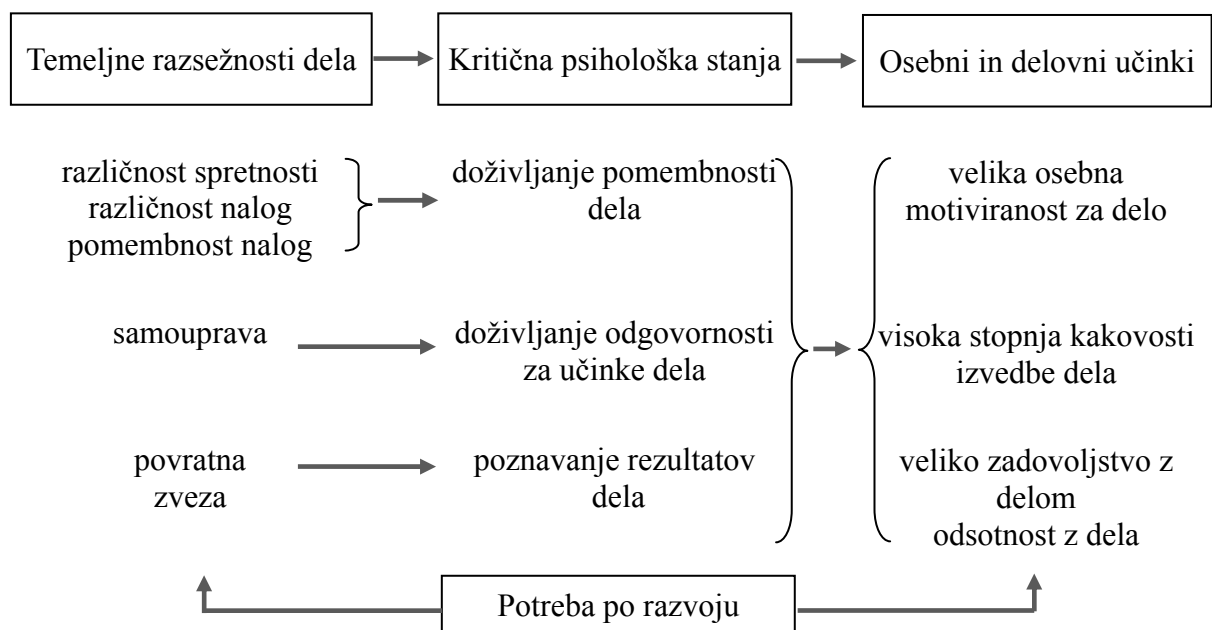 Temeljne razsežnosti dela
Kritična psihološka stanja
Osebni in delovni učinki
različnost spretnosti
različnost nalog
pomembnost nalog
doživljanje pomembnosti
dela
velika osebna
motiviranost za delo
samouprava
doživljanje odgovornosti
za učinke dela
visoka stopnja kakovosti
izvedbe dela
povratna
zveza
poznavanje rezultatov
dela
veliko zadovoljstvo z
delom
odsotnost z dela
Potreba po razvoju